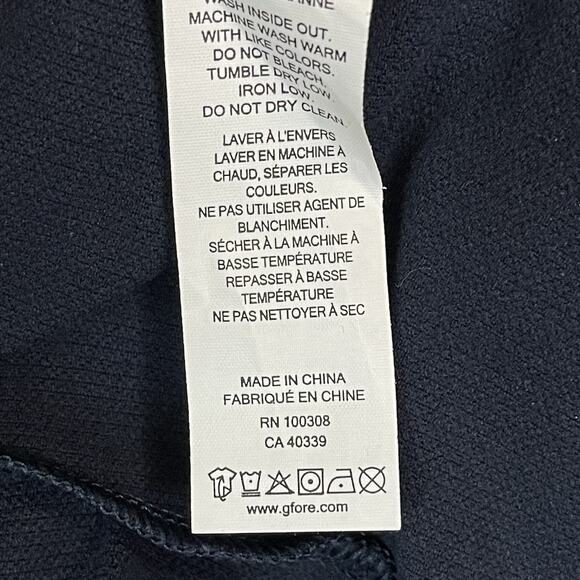 WASH INSIDE OUT.
MACHINE WASH WARM
WITH LIKE COLORS.
DO NOT BLEACH.
TUMBLE DRY LOW.
IRON LOW.
DO NOT DRY CLEAN.
LAVER À L'ENVERS
LAVER EN MACHINE À
CHAUD, SÉPARER LES
COULEURS.
NE PAS UTILISER AGENT DE
BLANCHIMENT.
SÉCHER À LA MACHINE À
BASSE TEMPÉRATURE
REPASSER À BASSE
TEMPÉRATURE
NE PAS NETTOYER À SEC
MADE IN CHINA
FABRIQUÉ EN CHINE
RN 100308
CA 40339
www.gfore.com